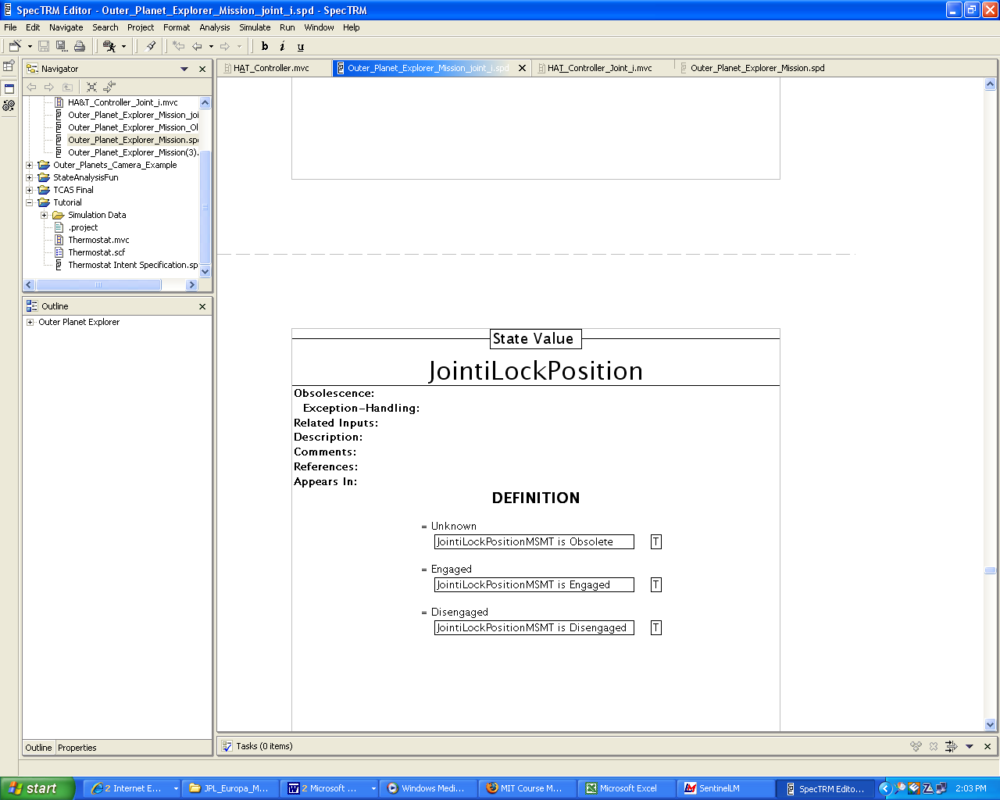 SpecTRM Editor - Outer_Planet_Explorer_Mission_joint_i.spd - SpecTRM
File Edit Navigate Search Project Format Analysis Simulate Run Window Help
b i u
Navigator
HAT_Controller.mvc
Outer_Planet_Explorer_Mission_joint_i.spd
HAT_Controller_Joint_i.mvc
Outer_Planet_Explorer_Mission.spd
HA&T_Controller_Joint_i.mvc
Outer_Planet_Explorer_Mission_joi
Outer_Planet_Explorer_Mission_Ol
Outer_Planet_Explorer_Mission.spd
Outer_Planet_Explorer_Mission(3).
Outer_Planets_Camera_Example
StateAnalysisFun
TCAS Final
Tutorial
Simulation Data
.project
Thermostat.mvc
Thermostat.scf
Thermostat Intent Specification.sp
Outline
Outer Planet Explorer
State Value
JointiLockPosition
Obsolescence:
Exception-Handling:
Related Inputs:
Description:
Comments:
References:
Appears In:
DEFINITION
= Unknown
JointiLockPositionMSMT is Obsolete T
= Engaged
JointiLockPositionMSMT is Engaged T
= Disengaged
JointiLockPositionMSMT is Disengaged T
Outline Properties
Tasks (0 items)
start
2 Internet E...
JPL_Europa_M...
2 Microsoft ...
Windows Medi...
MIT Course M...
Microsoft Excel
SentinelLM
SpecTRM Edito...
2:03 PM